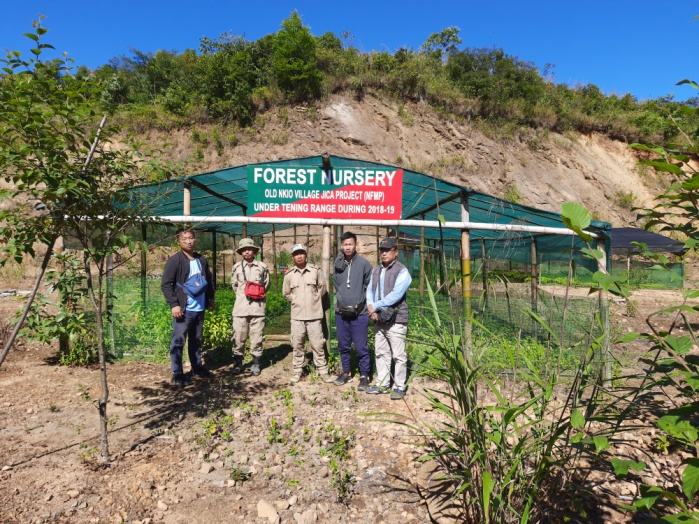 FOREST NURSERY
OLD NKIO VILLAGE JICA PROJECT (NFMP)
UNDER TENING RANGE DURING 2018-19